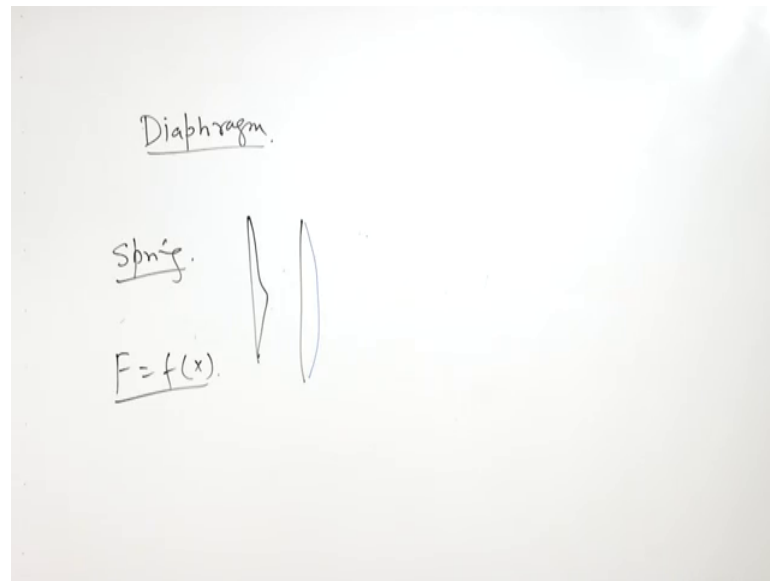 Diaphragm.
Spring.
F = f(x).